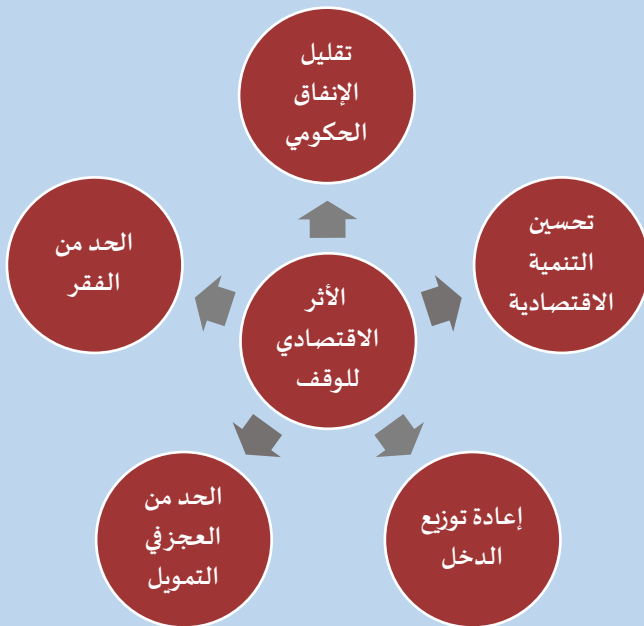 تقليل
الإنفاق
الحكومي
تحسين
التنمية
الاقتصادية
الحد من
الفقر
الأثر
الاقتصادي
للوقف
إعادة توزيع
الدخل
الحد من
العجز في
التمويل